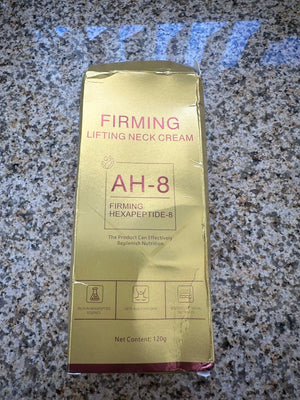 FIRMING
LIFTING NECK CREAM
AH-8
FIRMING
HEXAPEPTIDE-8
The Product Can Effectively
Replenish Nutrition
Net Content: 120g